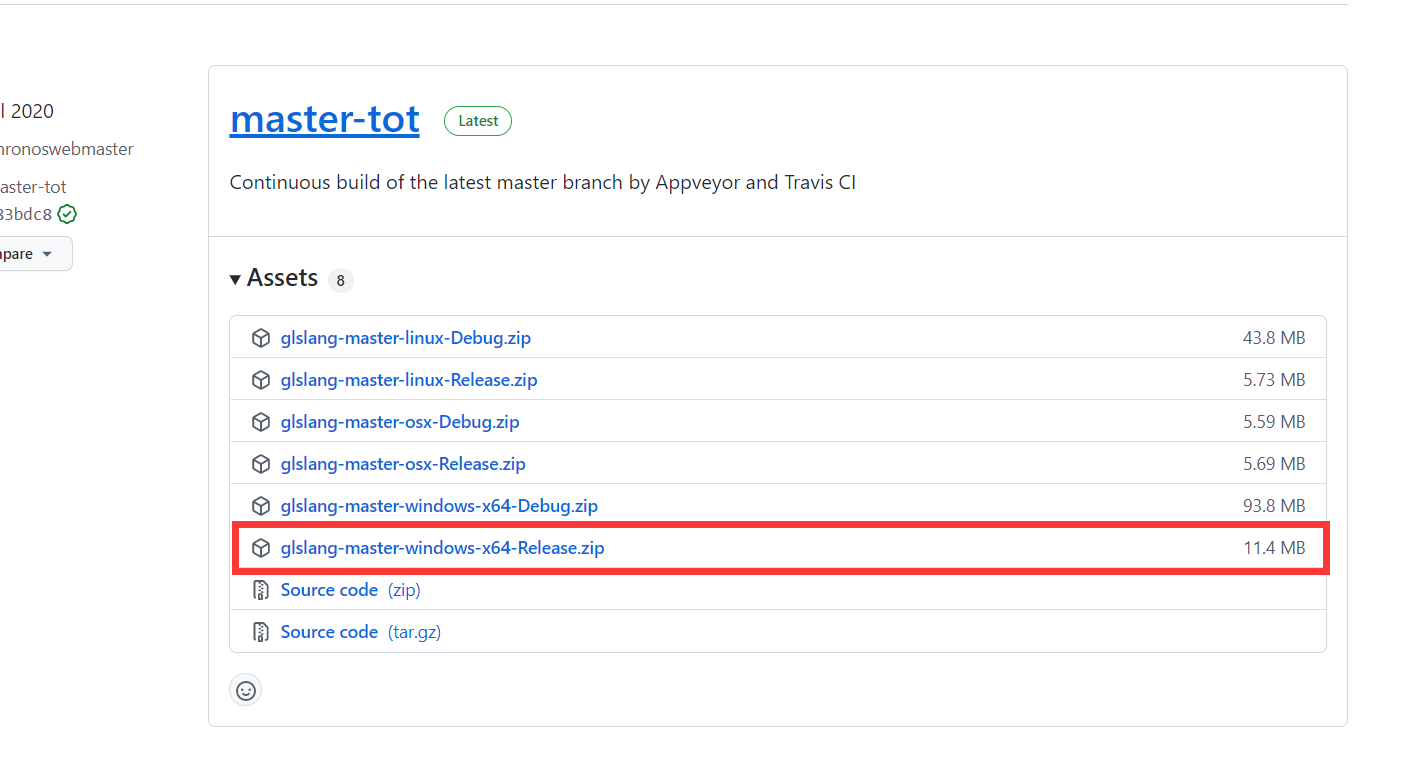 l 2020
hronoswebmaster
aster-tot
83bdc8
mpare
master-tot Latest
Continuous build of the latest master branch by Appveyor and Travis CI
Assets 8
glslang-master-linux-Debug.zip 43.8 MB
glslang-master-linux-Release.zip 5.73 MB
glslang-master-osx-Debug.zip 5.59 MB
glslang-master-osx-Release.zip 5.69 MB
glslang-master-windows-x64-Debug.zip 93.8 MB
glslang-master-windows-x64-Release.zip 11.4 MB
Source code (zip)
Source code (tar.gz)